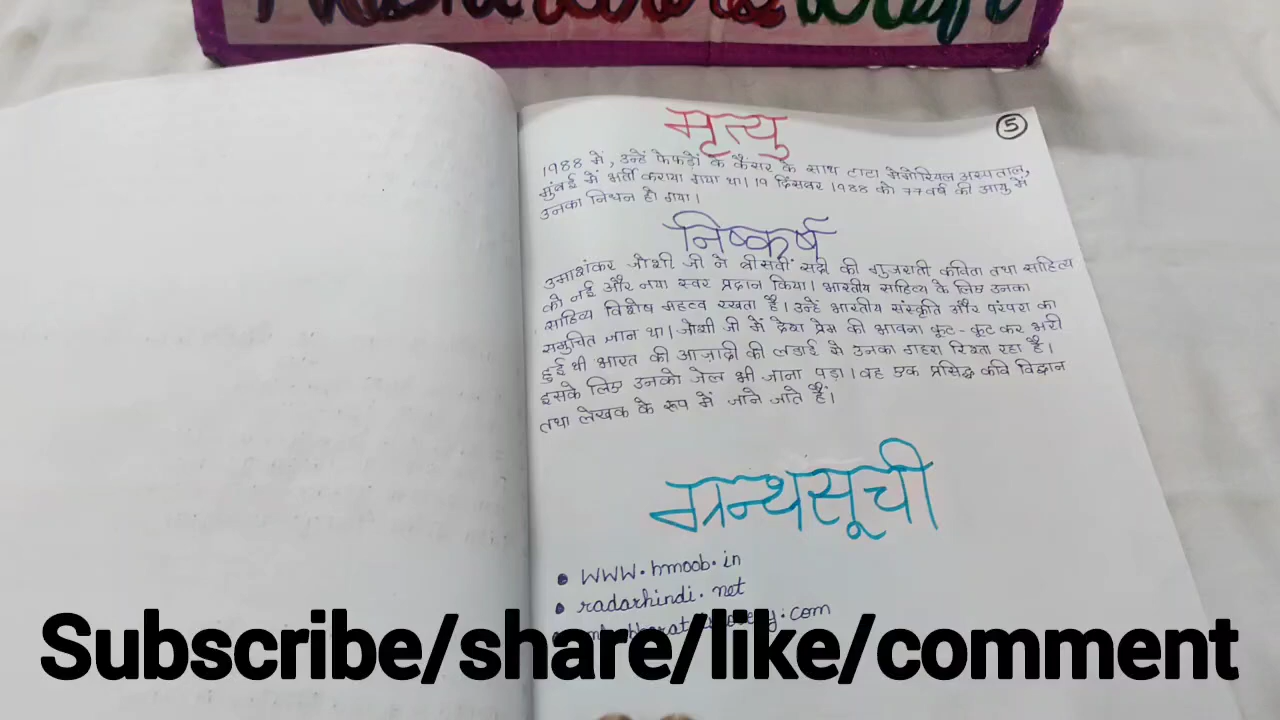 5
मृत्यु
1988 में, उन्हें फेफड़ों के कैंसर के साथ टाटा मेमोरियल अस्पताल,
मुंबई में भर्ती कराया गया था। 19 दिसंबर 1988 को 77 वर्ष की आयु में
उनका निधन हो गया।
निष्कर्ष
उमाशंकर जोशी जी ने बीसवीं सदी की गुजराती कविता तथा साहित्य
को नई और नया स्वर प्रदान किया। भारतीय साहित्य के लिए उनका
साहित्य विशेष महत्व रखता है। उन्हें भारतीय संस्कृति और परंपरा का
समुचित ज्ञान था। जोशी जी में देश प्रेम की भावना कूट-कूट कर भरी
हुई थी भारत की आज़ादी की लड़ाई से उनका गहरा रिश्ता रहा है।
इसके लिए उनको जेल भी जाना पड़ा। वह एक प्रसिद्ध कवि विद्वान
तथा लेखक के रूप में जाने जाते हैं।
ग्रन्थसूची
• www.hmoob.in
• radarhindi.net
Subscribe/share/like/comment